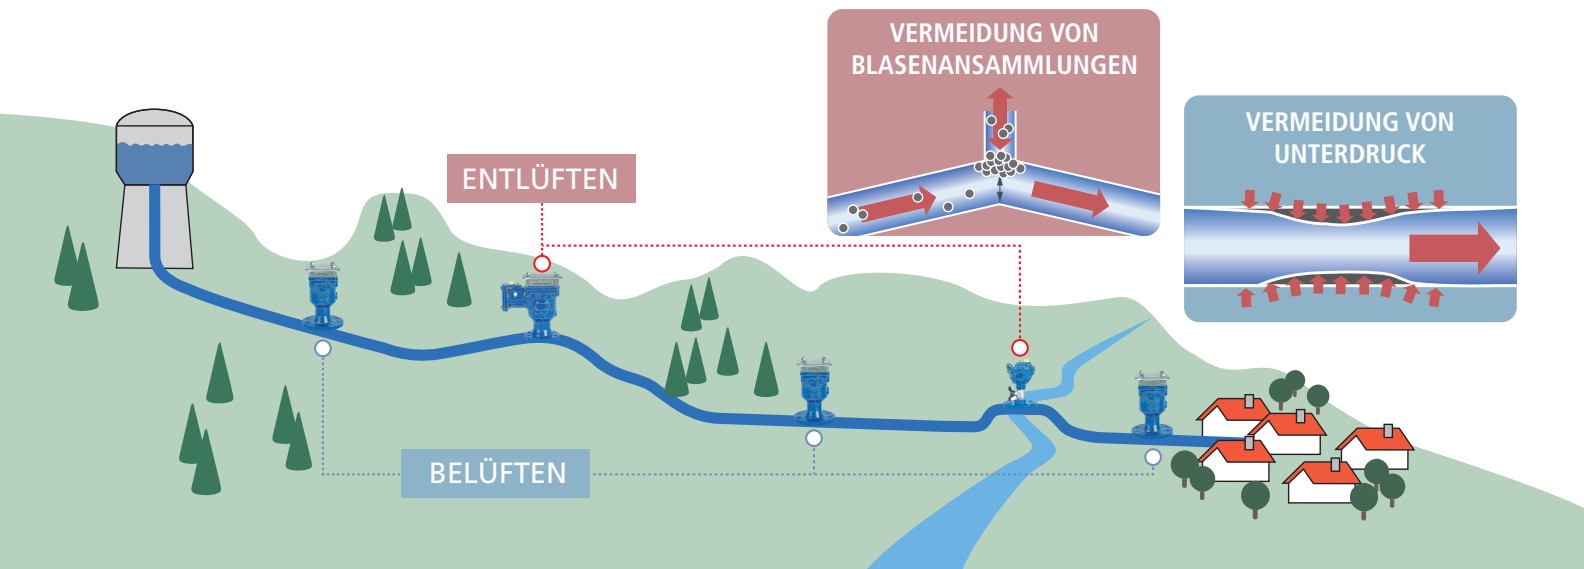 VERMEIDUNG VON
BLASENANSAMMLUNGEN
VERMEIDUNG VON
UNTERDRUCK
ENTLÜFTEN
BELÜFTEN